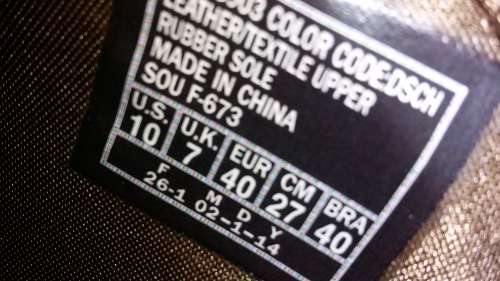 903 COLOR CODE:DSCH
LEATHER/TEXTILE UPPER
RUBBER SOLE
MADE IN CHINA
SOU F-673
U.S. U.K. EUR CM BRA
10 7 40 27 40
F M D Y
26-1 02-1-14